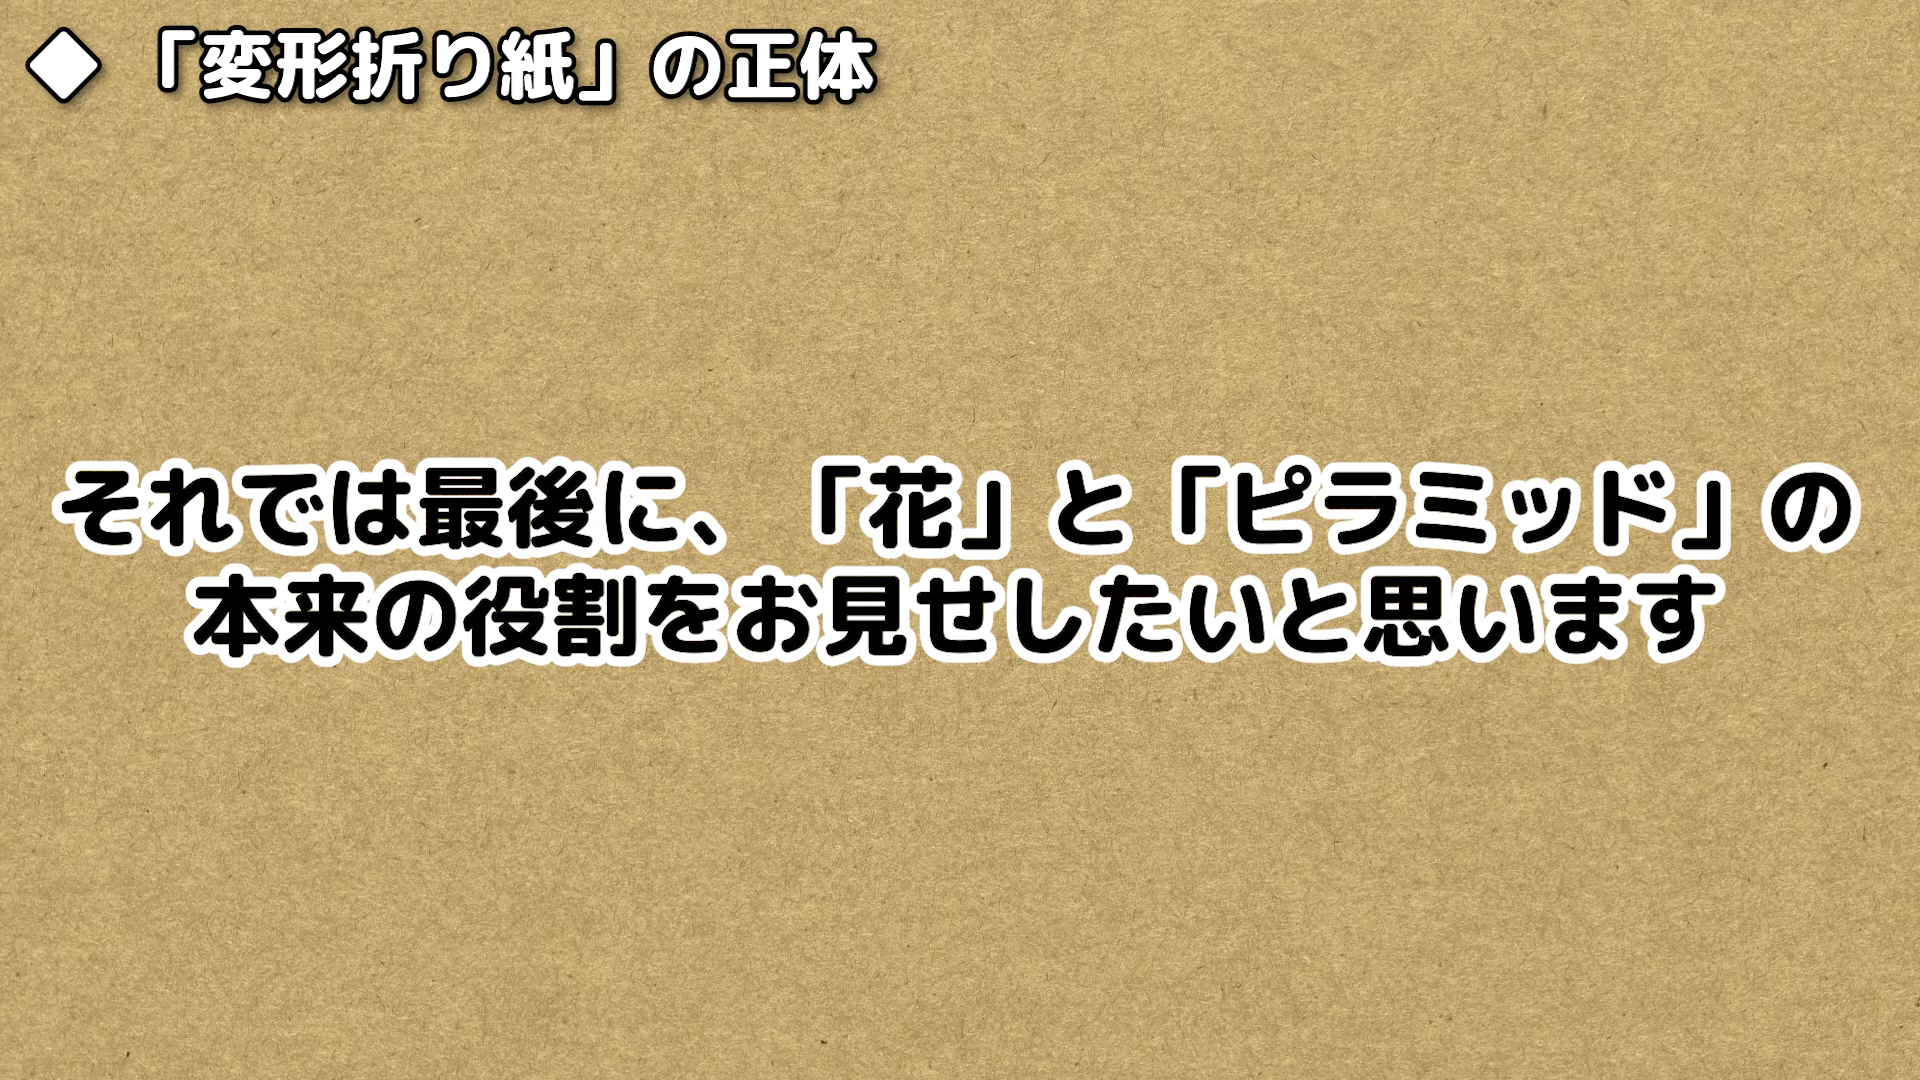 ◆「変形折り紙」の正体
それでは最後に、「花」と「ピラミッド」の
本来の役割をお見せしたいと思います